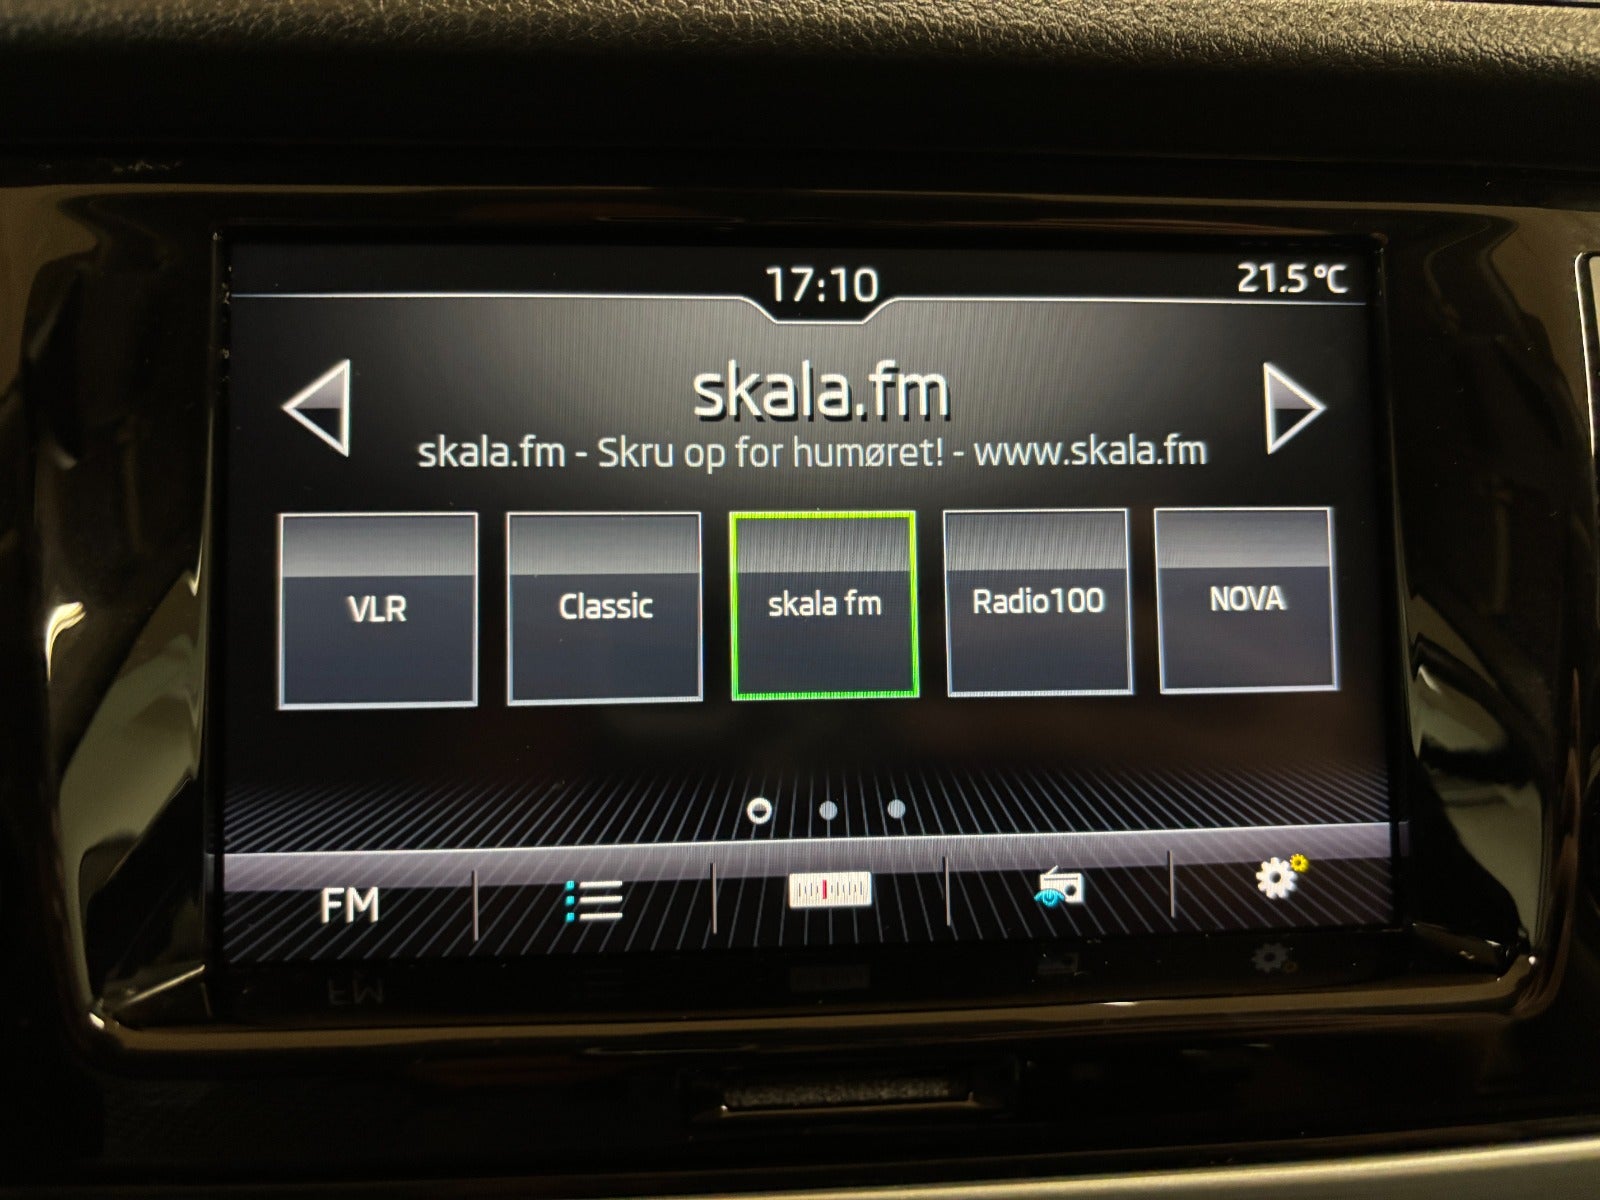 17:10
21.5°C
skala.fm
skala.fm - Skru op for humøret! - www.skala.fm
VLR
Classic
skala fm
Radio100
NOVA
FM